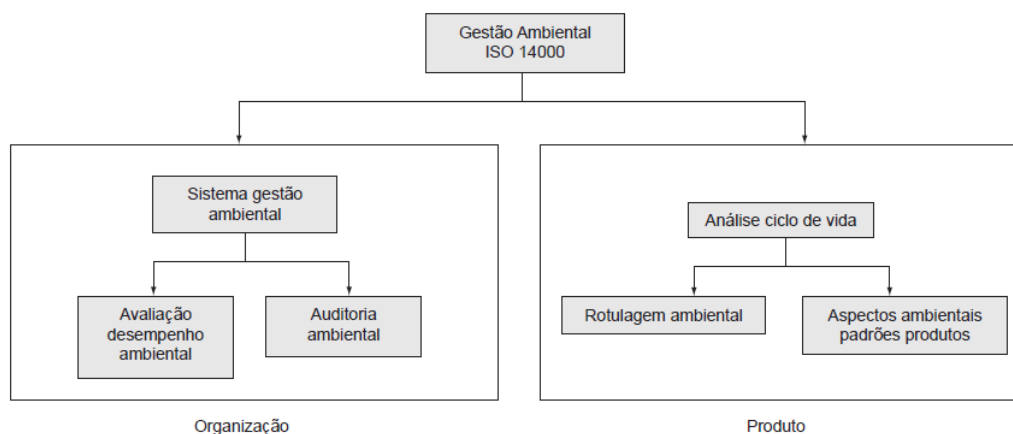 Gestão Ambiental
ISO 14000
Sistema gestão
ambiental
Avaliação
desempenho
ambiental
Auditoria
ambiental
Organização
Análise ciclo de vida
Rotulagem ambiental
Aspectos ambientais
padrões produtos
Produto